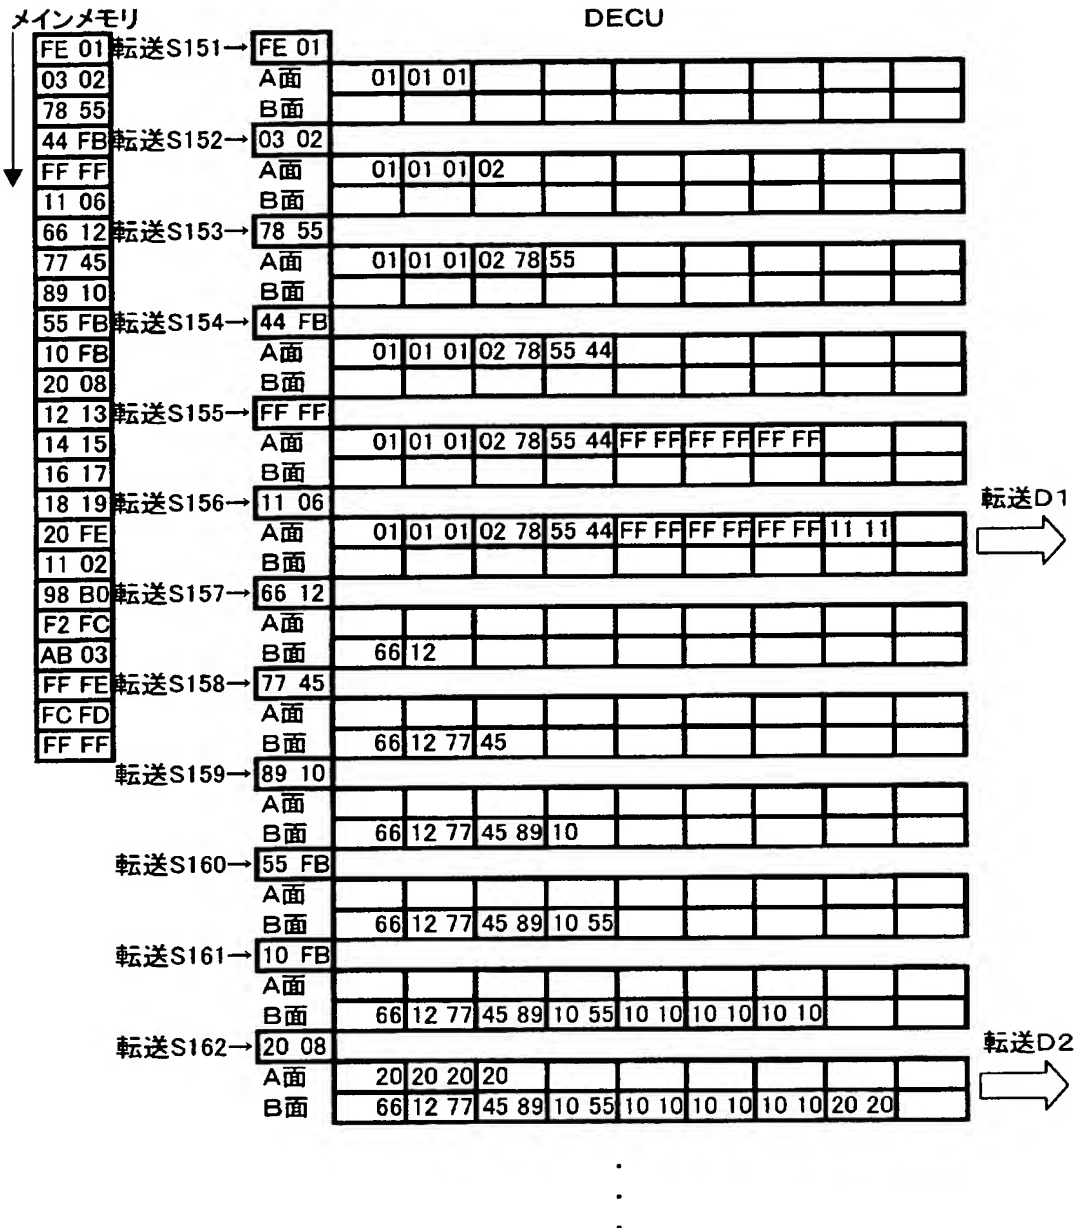 メインメモリ DECU
FE 01 転送S151→ FE 01
03 02 A面 01 01 01
78 55 B面
44 FB 転送S152→ 03 02
FF FF A面 01 01 01 02
11 06 B面
66 12 転送S153→ 78 55
77 45 A面 01 01 01 02 78 55
89 10 B面
55 FB 転送S154→ 44 FB
10 FB A面 01 01 01 02 78 55 44
20 08 B面
12 13 転送S155→ FF FF
14 15 A面 01 01 01 02 78 55 44 FF FF FF FF FF FF
16 17 B面
18 19 転送S156→ 11 06 転送D1
20 FE A面 01 01 01 02 78 55 44 FF FF FF FF FF FF 11 11
11 02 B面
98 B0 転送S157→ 66 12
F2 FC A面
AB 03 B面 66 12
FF FE 転送S158→ 77 45
FC FD A面
FF FF B面 66 12 77 45
転送S159→ 89 10
A面
B面 66 12 77 45 89 10
転送S160→ 55 FB
A面
B面 66 12 77 45 89 10 55
転送S161→ 10 FB
A面
B面 66 12 77 45 89 10 55 10 10 10 10 10 10
転送S162→ 20 08 転送D2
A面 20 20 20 20
B面 66 12 77 45 89 10 55 10 10 10 10 10 10 20 20